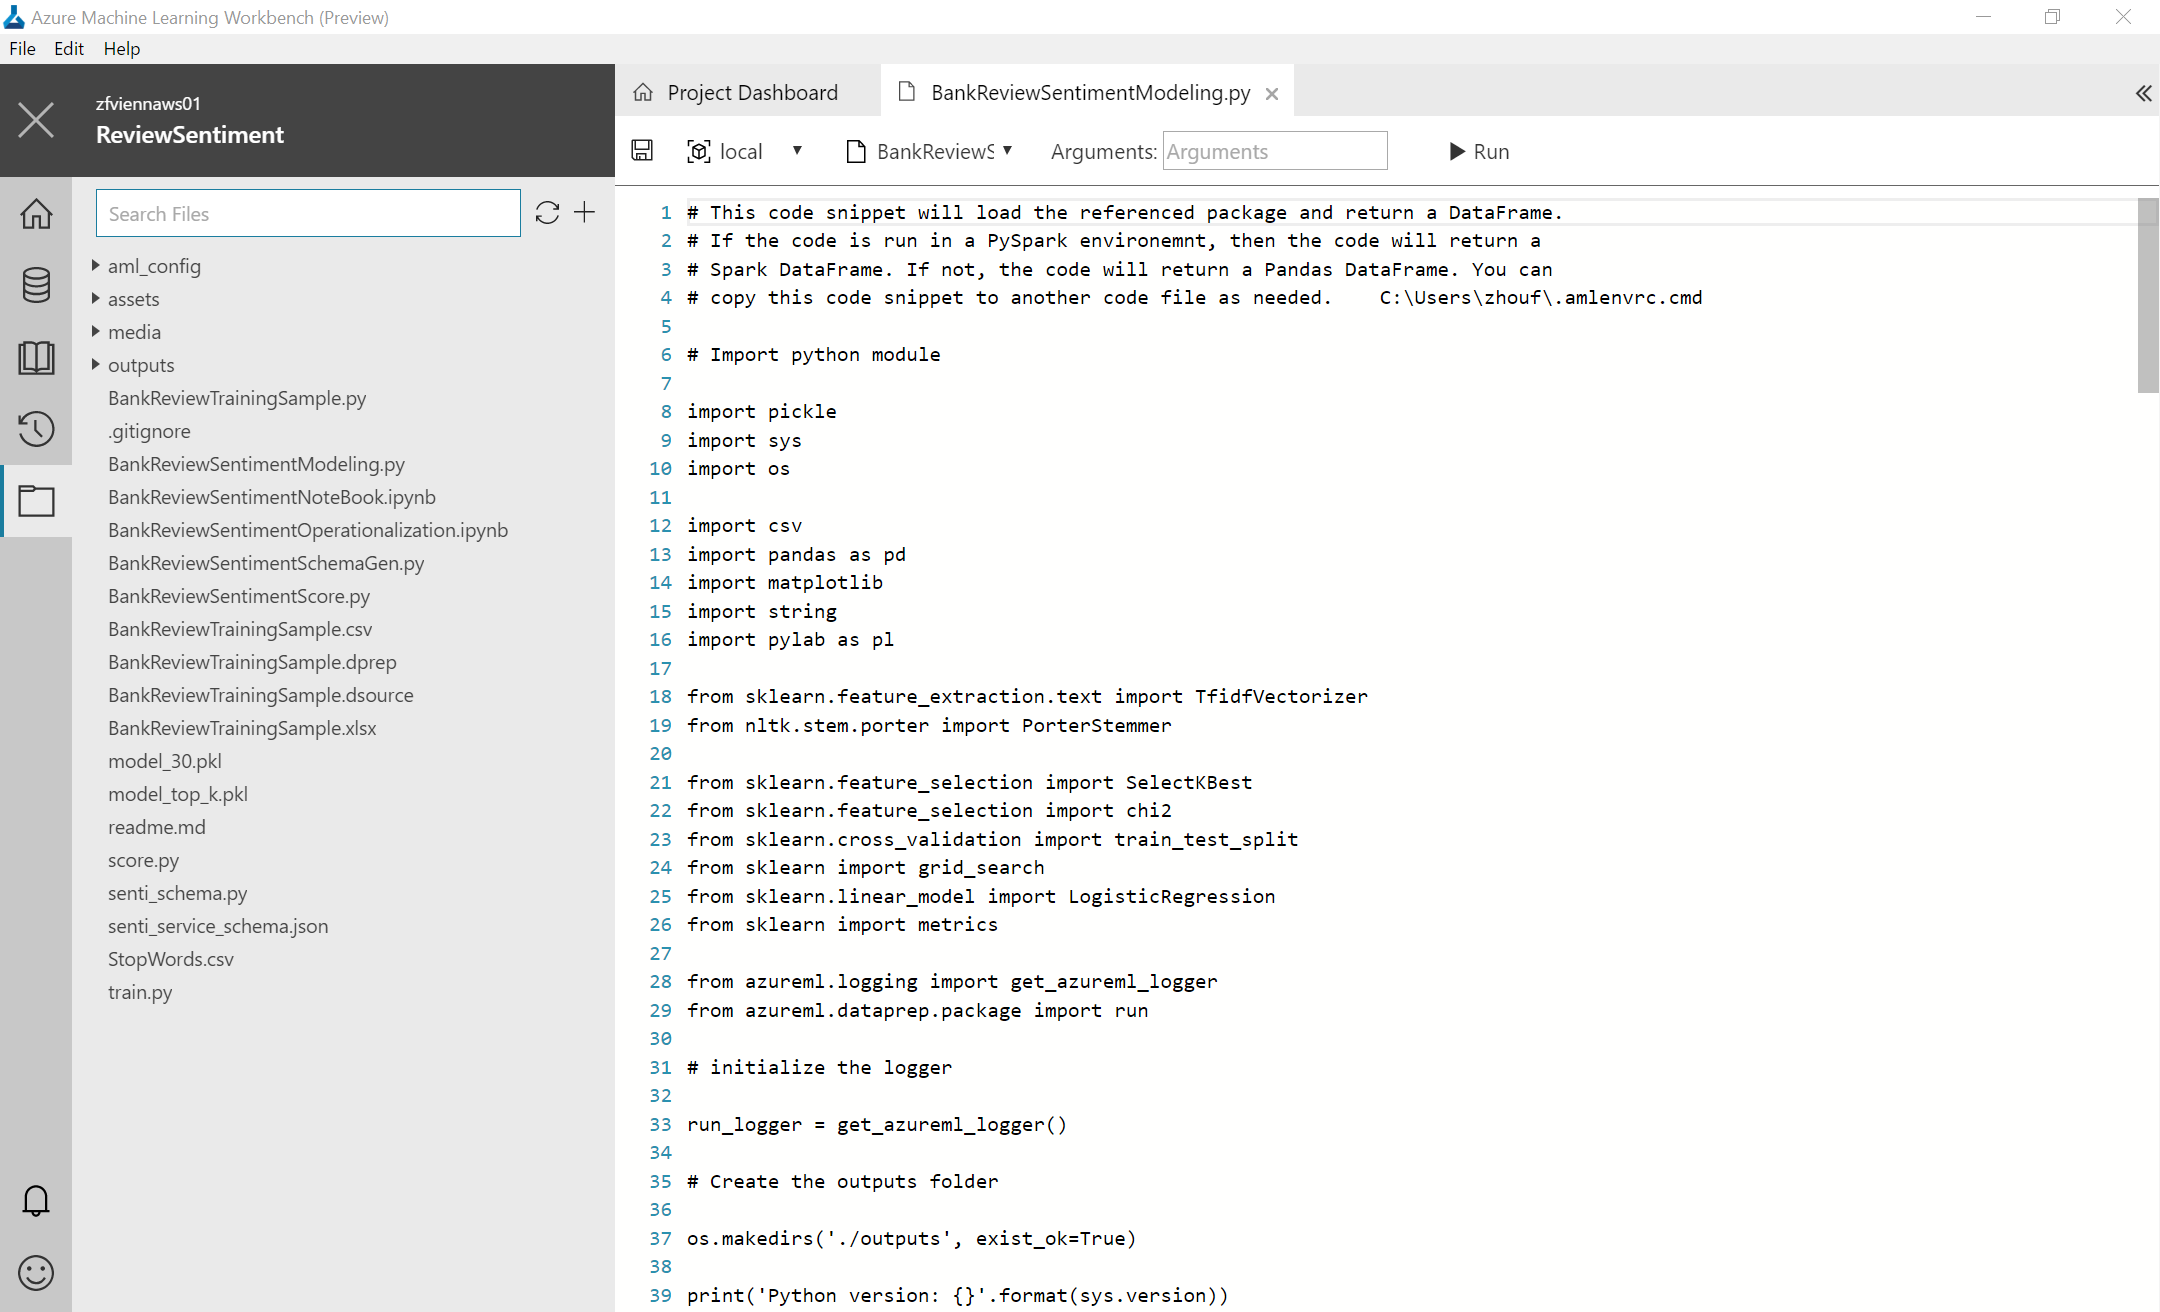 Azure Machine Learning Workbench (Preview)
File Edit Help
zfviennaws01
ReviewSentiment
Project Dashboard
BankReviewSentimentModeling.py
local
BankReviewS
Arguments:
Arguments
Run
Search Files
aml_config
assets
media
outputs
BankReviewTrainingSample.py
.gitignore
BankReviewSentimentModeling.py
BankReviewSentimentNoteBook.ipynb
BankReviewSentimentOperationalization.ipynb
BankReviewSentimentSchemaGen.py
BankReviewSentimentScore.py
BankReviewTrainingSample.csv
BankReviewTrainingSample.dprep
BankReviewTrainingSample.dsource
BankReviewTrainingSample.xlsx
model_30.pkl
model_top_k.pkl
readme.md
score.py
senti_schema.py
senti_service_schema.json
StopWords.csv
train.py
1 # This code snippet will load the referenced package and return a DataFrame.
2 # If the code is run in a PySpark environemnt, then the code will return a
3 # Spark DataFrame. If not, the code will return a Pandas DataFrame. You can
4 # copy this code snippet to another code file as needed.    C:\Users\zhouf\.amlenvrc.cmd
5
6 # Import python module
7
8 import pickle
9 import sys
10 import os
11
12 import csv
13 import pandas as pd
14 import matplotlib
15 import string
16 import pylab as pl
17
18 from sklearn.feature_extraction.text import TfidfVectorizer
19 from nltk.stem.porter import PorterStemmer
20
21 from sklearn.feature_selection import SelectKBest
22 from sklearn.feature_selection import chi2
23 from sklearn.cross_validation import train_test_split
24 from sklearn import grid_search
25 from sklearn.linear_model import LogisticRegression
26 from sklearn import metrics
27
28 from azureml.logging import get_azureml_logger
29 from azureml.dataprep.package import run
30
31 # initialize the logger
32
33 run_logger = get_azureml_logger()
34
35 # Create the outputs folder
36
37 os.makedirs('./outputs', exist_ok=True)
38
39 print('Python version: {}'.format(sys.version))